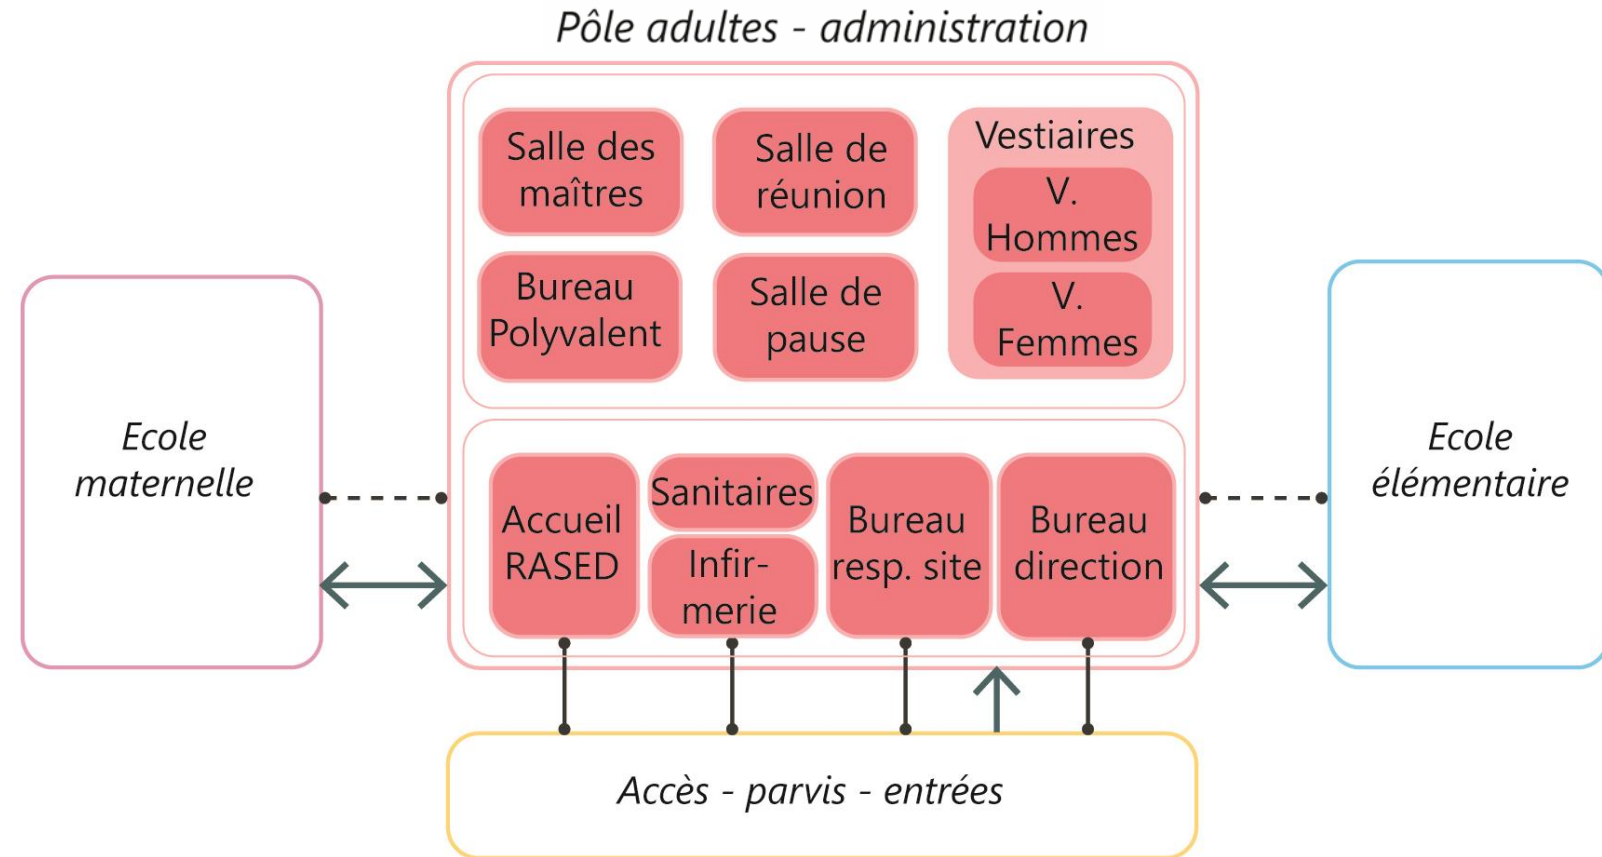 Pôle adultes - administration
Salle des
maîtres
Salle de
réunion
Vestiaires
V.
Hommes
V.
Femmes
Bureau
Polyvalent
Salle de
pause
Ecole
maternelle
Accueil
RASED
Sanitaires
Infir-
merie
Bureau
resp. site
Bureau
direction
Ecole
élémentaire
Accès - parvis - entrées